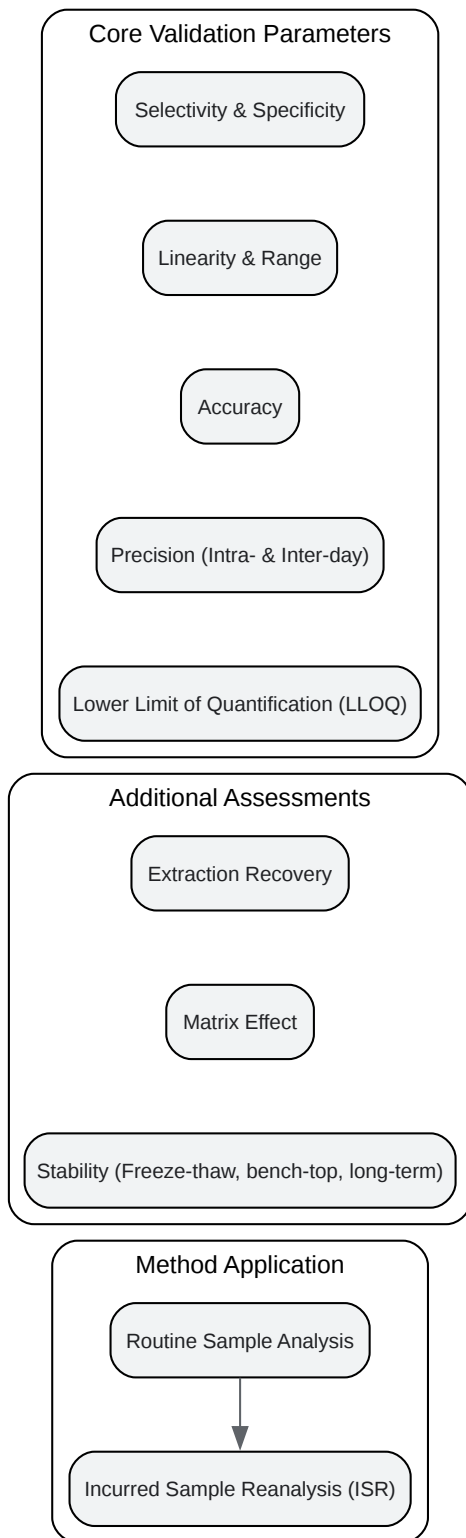 Core Validation Parameters
Selectivity & Specificity
Linearity & Range
Accuracy
Precision (Intra- & Inter-day)
Lower Limit of Quantification (LLOQ)
Additional Assessments
Extraction Recovery
Matrix Effect
Stability (Freeze-thaw, bench-top, long-term)
Method Application
Routine Sample Analysis
Incurred Sample Reanalysis (ISR)